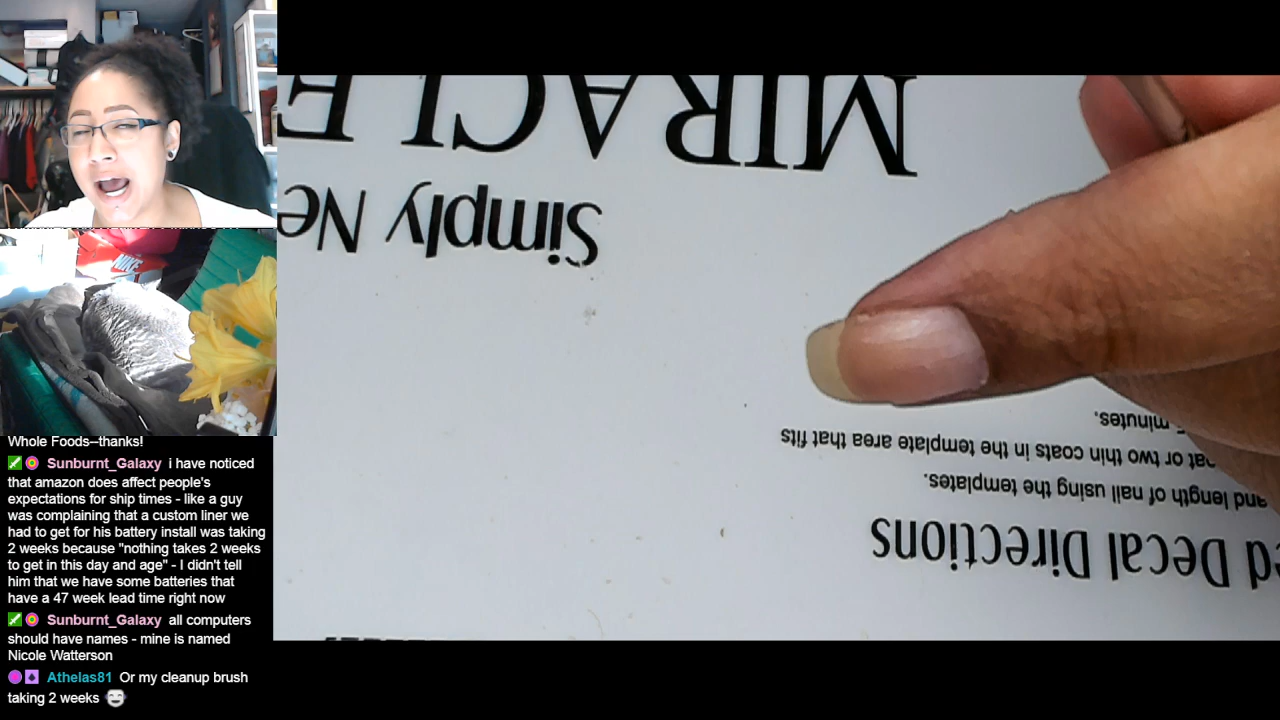 MIRACLE
Simply Ne
NIKE
minutes.
or two thin coats in the template area that fits
and length of nail using the templates.
Decal Directions
Whole Foods--thanks!
Sunburnt_Galaxy i have noticed
that amazon does affect people's
expectations for ship times - like a guy
was complaining that a custom liner we
had to get for his battery install was taking
2 weeks because "nothing takes 2 weeks
to get in this day and age" - I didn't tell
him that we have some batteries that
have a 47 week lead time right now
Sunburnt_Galaxy all computers
should have names - mine is named
Nicole Watterson
Athelas81 Or my cleanup brush
taking 2 weeks